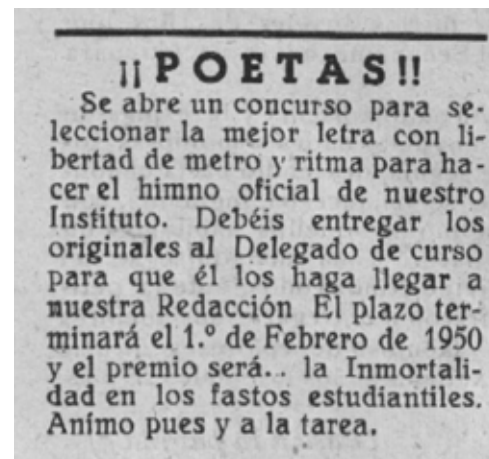 ¡¡POETAS!!
Se abre un concurso para se-
leccionar la mejor letra con li-
bertad de metro y ritma para ha-
cer el himno oficial de nuestro
Instituto. Debéis entregar los
originales al Delegado de curso
para que él los haga llegar a
nuestra Redacción El plazo ter-
minará el 1.º de Febrero de 1950
y el premio será... la Inmortali-
dad en los fastos estudiantiles.
Animo pues y a la tarea.